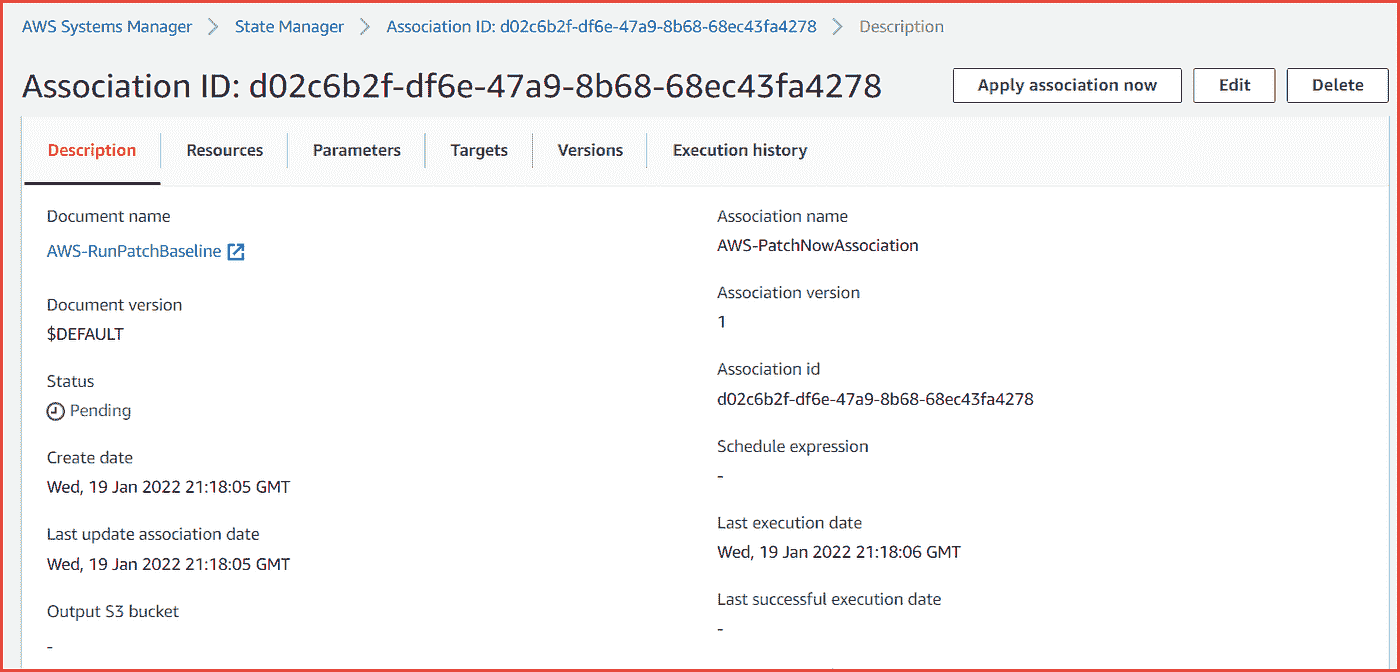 AWS Systems Manager > State Manager > Association ID: d02c6b2f-df6e-47a9-8b68-68ec43fa4278 > Description
Association ID: d02c6b2f-df6e-47a9-8b68-68ec43fa4278
Apply association now
Edit
Delete
Description
Resources
Parameters
Targets
Versions
Execution history
Document name
AWS-RunPatchBaseline
Document version
$DEFAULT
Status
Pending
Create date
Wed, 19 Jan 2022 21:18:05 GMT
Last update association date
Wed, 19 Jan 2022 21:18:05 GMT
Output S3 bucket
-
Association name
AWS-PatchNowAssociation
Association version
1
Association id
d02c6b2f-df6e-47a9-8b68-68ec43fa4278
Schedule expression
-
Last execution date
Wed, 19 Jan 2022 21:18:06 GMT
Last successful execution date
-